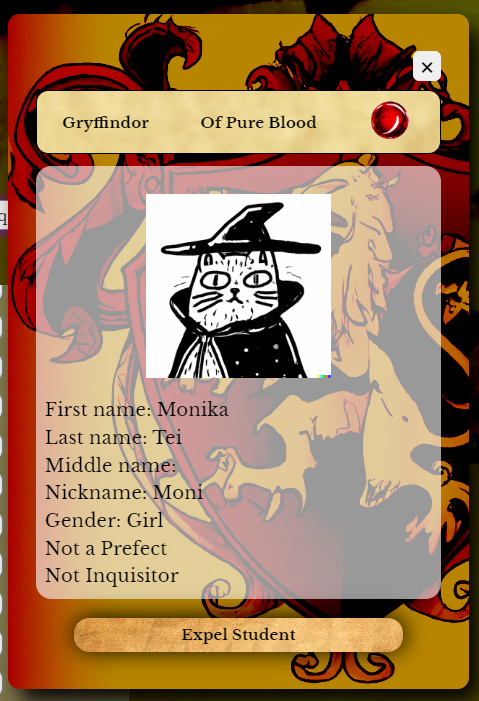 ×
Gryffindor Of Pure Blood
First name: Monika
Last name: Tei
Middle name:
Nickname: Moni
Gender: Girl
Not a Prefect
Not Inquisitor
Expel Student